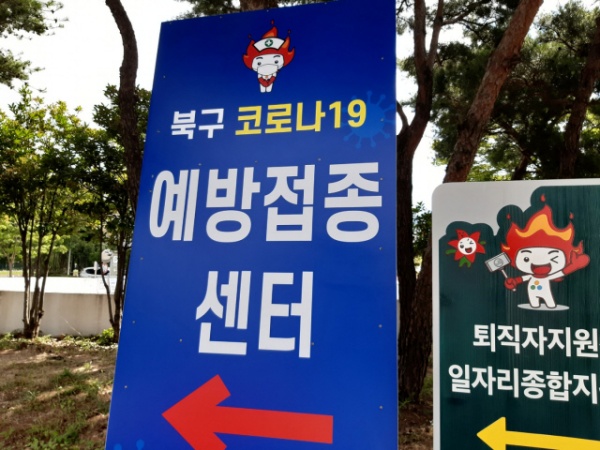 북구 코로나19
예방접종
센터
퇴직자지원
일자리종합지